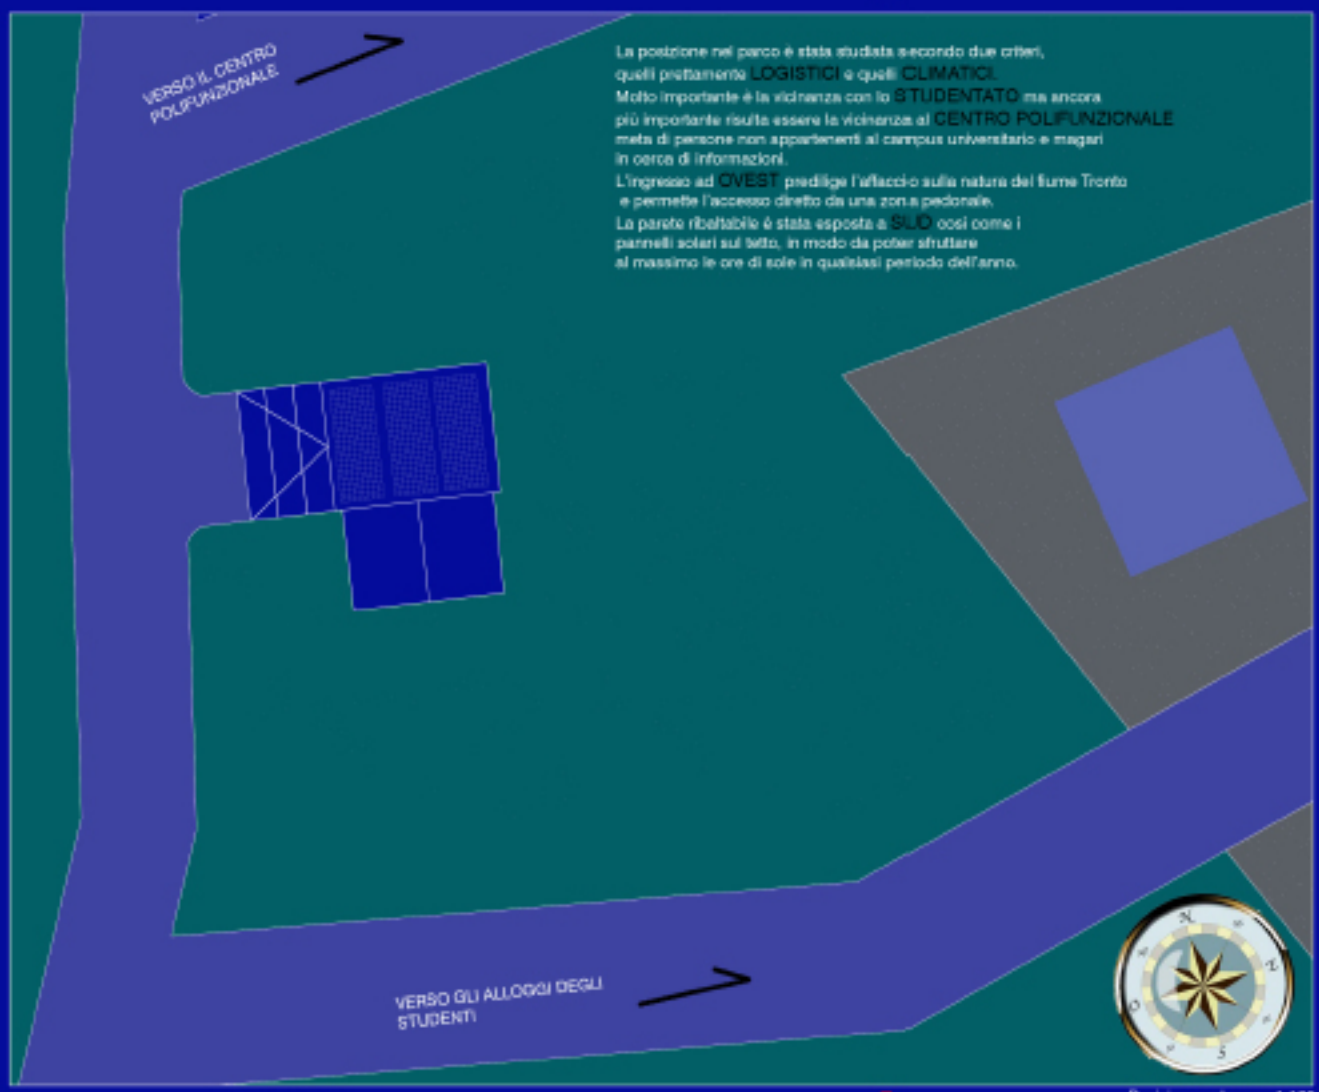 VERSO IL CENTRO
POLIFUNZIONALE
La posizione nel parco è stata studiata secondo due criteri,
quelli prettamente LOGISTICI e quelli CLIMATICI.
Molto importante è la vicinanza con lo STUDENTATO ma ancora
più importante risulta essere la vicinanza al CENTRO POLIFUNZIONALE
meta di persone non appartenenti al campus universitario e magari
in cerca di informazioni.
L'ingresso ad OVEST predilige l'affaccio sulla natura del fiume Tronto
e permette l'accesso diretto da una zona pedonale.
La parete ribaltabile è stata esposta a SUD così come i
pannelli solari sul tetto, in modo da poter sfruttare
al massimo le ore di sole in qualsiasi periodo dell'anno.
VERSO GLI ALLOGGI DEGLI
STUDENTI
N
O
S